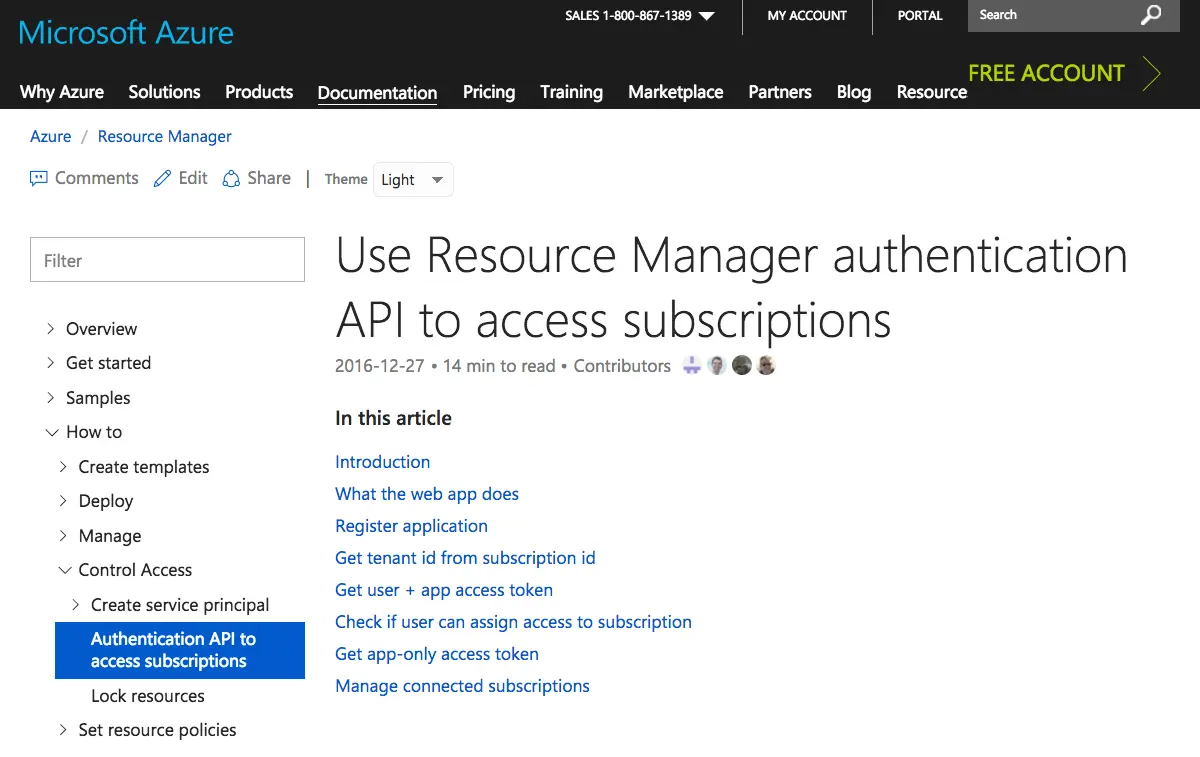 Microsoft Azure
SALES 1-800-867-1389
MY ACCOUNT
PORTAL
Search
FREE ACCOUNT
Why Azure Solutions Products Documentation Pricing Training Marketplace Partners Blog Resource
Azure / Resource Manager
Comments Edit Share | Theme Light
Filter
Overview
Get started
Samples
How to
Create templates
Deploy
Manage
Control Access
Create service principal
Authentication API to
access subscriptions
Lock resources
Set resource policies
Use Resource Manager authentication
API to access subscriptions
2016-12-27 • 14 min to read • Contributors
In this article
Introduction
What the web app does
Register application
Get tenant id from subscription id
Get user + app access token
Check if user can assign access to subscription
Get app-only access token
Manage connected subscriptions